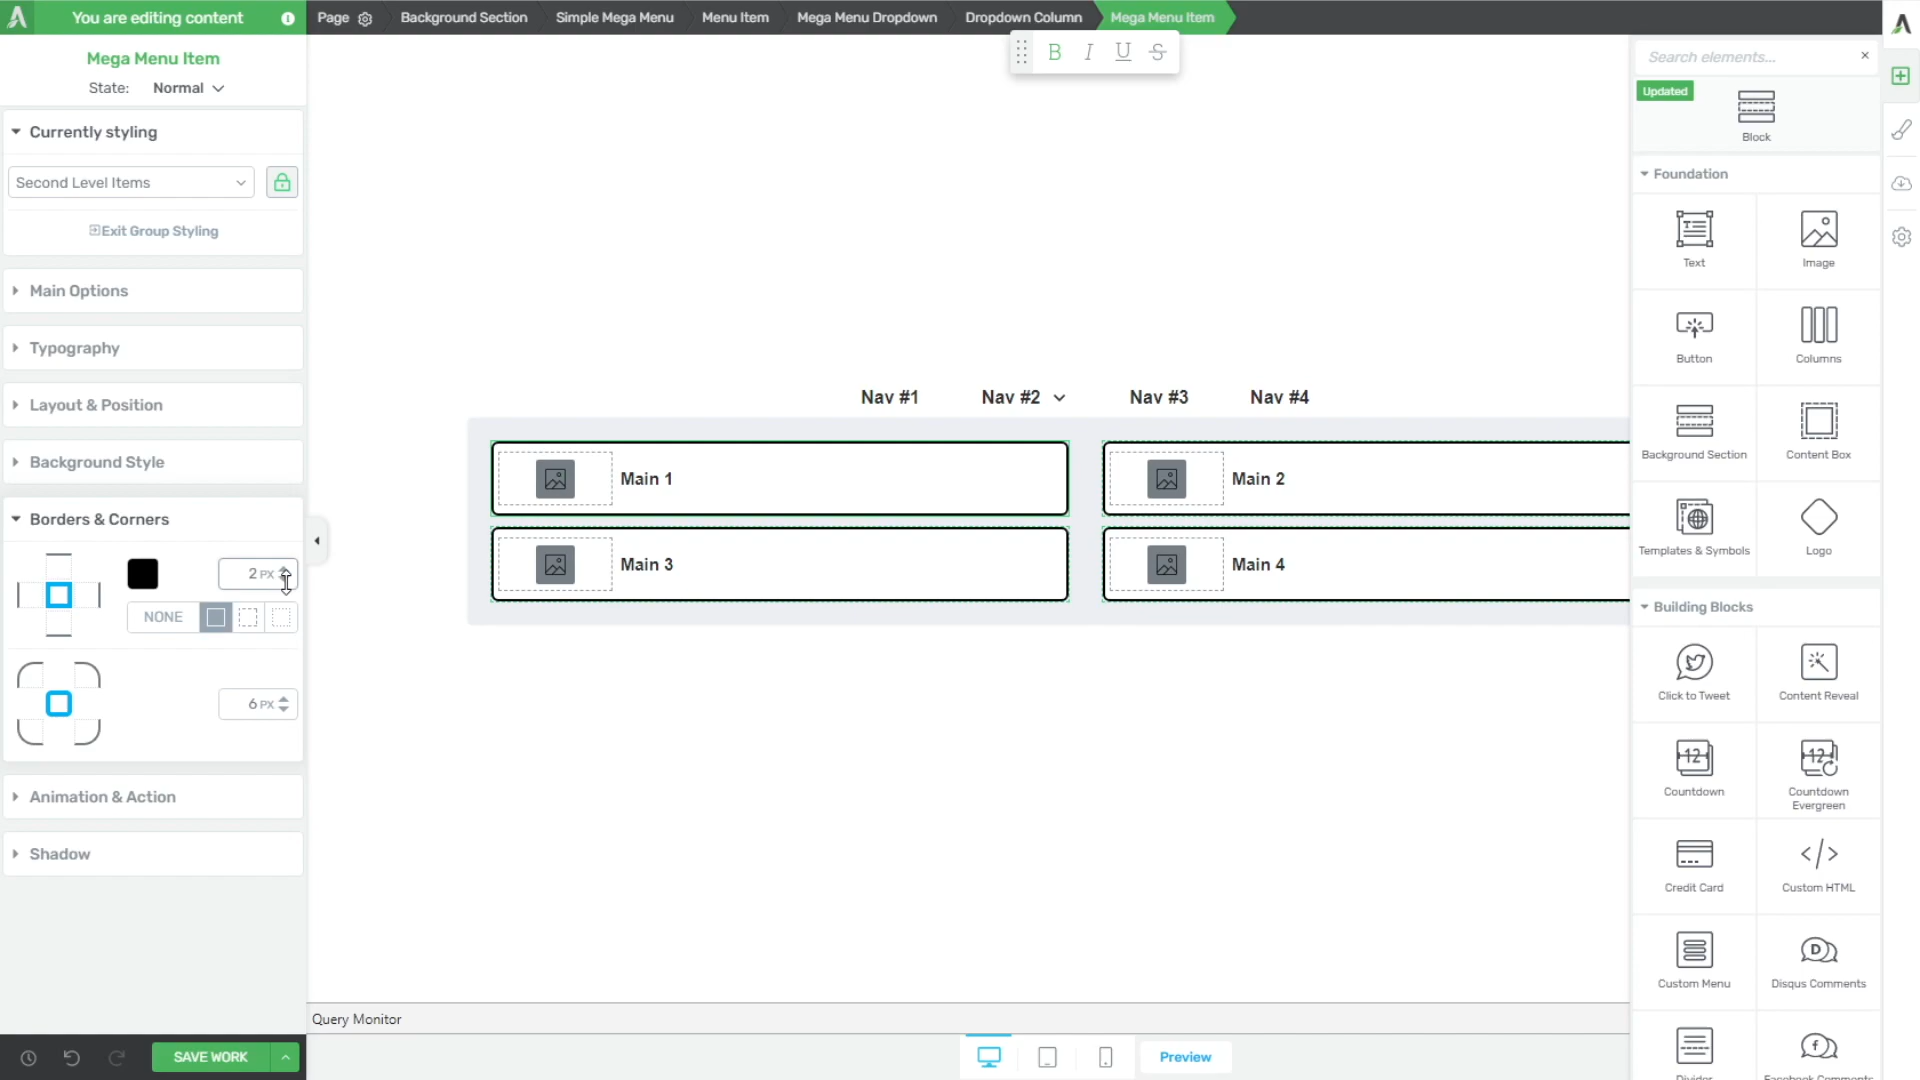 You are editing content
Page
Background Section
Simple Mega Menu
Menu Item
Mega Menu Dropdown
Dropdown Column
Mega Menu Item
Mega Menu Item
State: Normal
Currently styling
Second Level Items
Exit Group Styling
Main Options
Typography
Layout & Position
Background Style
Borders & Corners
2 PX
NONE
6 PX
Animation & Action
Shadow
SAVE WORK
B I U S
Nav #1
Nav #2
Nav #3
Nav #4
Main 1
Main 2
Main 3
Main 4
Query Monitor
Preview
Search elements...
Updated
Block
Foundation
Text
Image
Button
Columns
Background Section
Content Box
Templates & Symbols
Logo
Building Blocks
Click to Tweet
Content Reveal
12
12
Countdown
Countdown
Evergreen
Credit Card
Custom HTML
Custom Menu
Disqus Comments
Divider
Facebook Comments